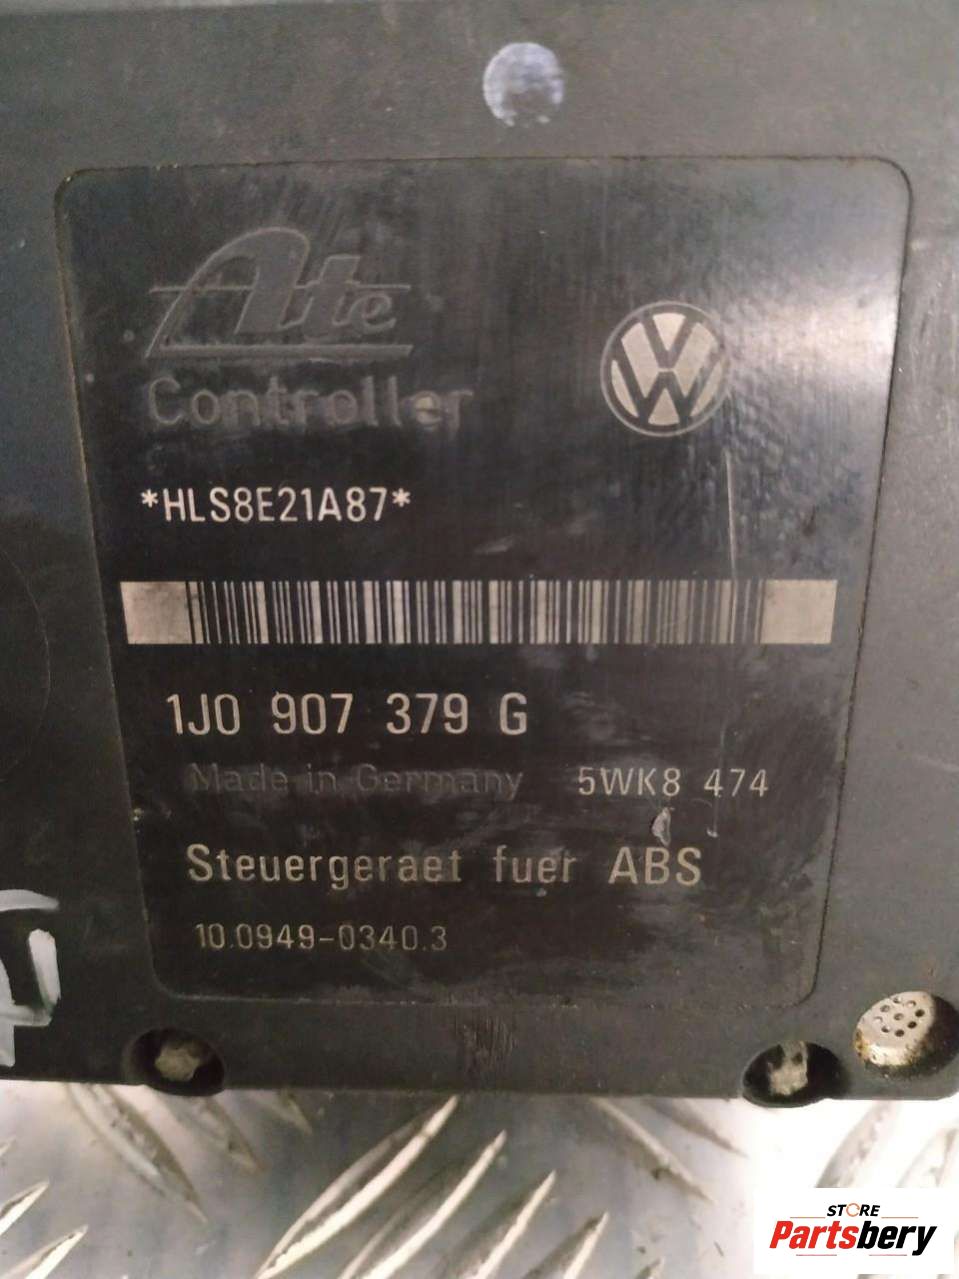 Ate
Controller
*HLS8E21A87*
1J0 907 379 G
Made in Germany 5WK8 474
Steuergeraet fuer ABS
10.0949-0340.3
STORE
Partsbery